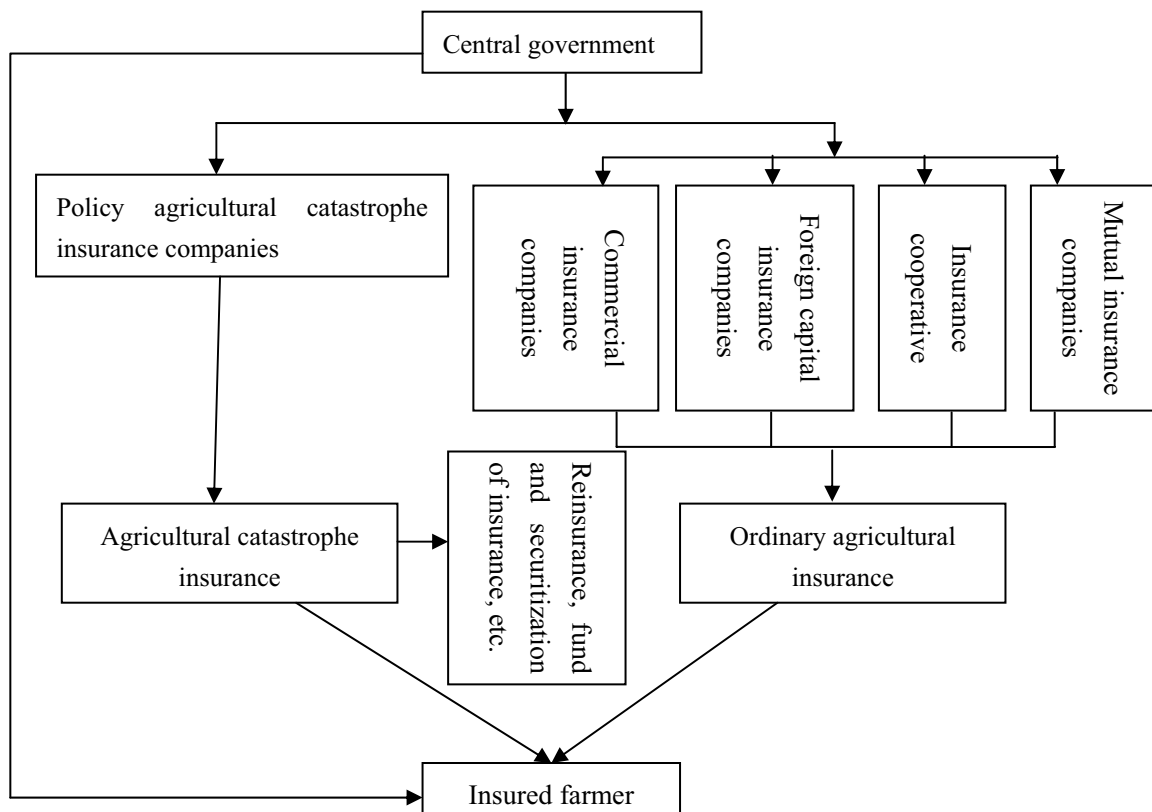 Central government
Policy agricultural catastrophe
insurance companies
Commercial
insurance
companies
Foreign capital
insurance
companies
Insurance
cooperative
Mutual insurance
companies
Agricultural catastrophe
insurance
Reinsurance, fund
and securitization
of insurance, etc.
Ordinary agricultural
insurance
Insured farmer